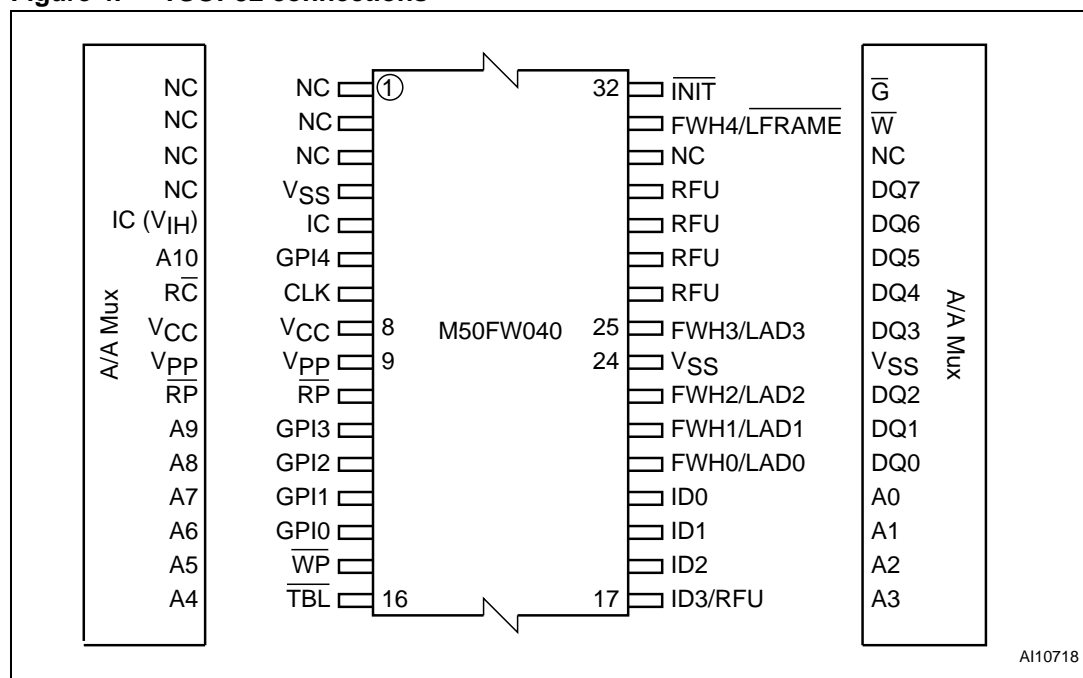 Figure 4. TSOP32 connections
NC NC 1 32 INIT G
NC NC FWH4/LFRAME W
NC NC NC NC
NC VSS RFU DQ7
IC (VIH) IC RFU DQ6
A10 GPI4 RFU DQ5
RC CLK RFU DQ4
VCC VCC 8 M50FW040 25 FWH3/LAD3 DQ3
VPP VPP 9 24 VSS VSS
RP RP FWH2/LAD2 DQ2
A9 GPI3 FWH1/LAD1 DQ1
A8 GPI2 FWH0/LAD0 DQ0
A7 GPI1 ID0 A0
A6 GPI0 ID1 A1
A5 WP ID2 A2
A4 TBL 16 17 ID3/RFU A3
A/A Mux
A/A Mux
AI10718